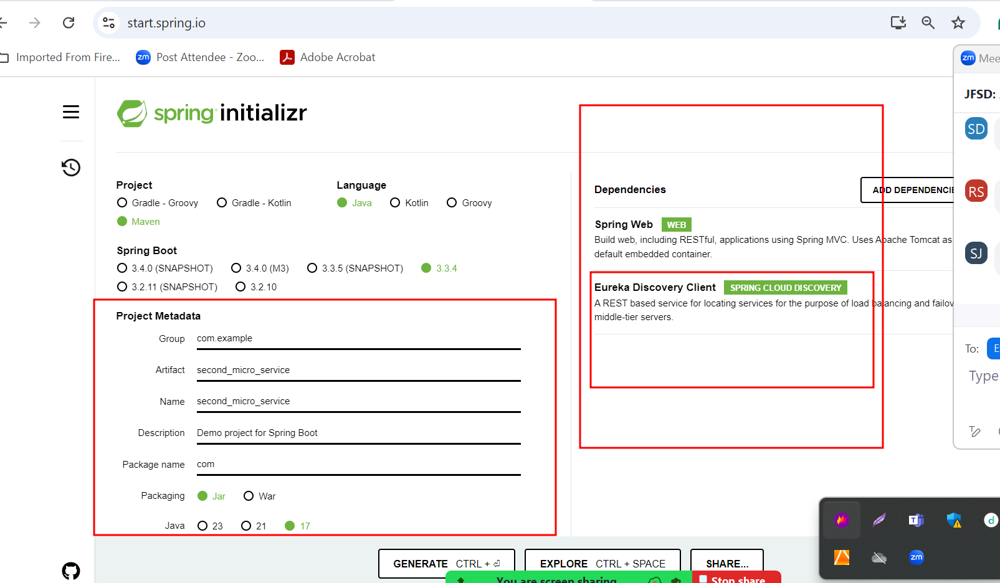 start.spring.io
Imported From Fire...
zm Post Attendee - Zoo...
Adobe Acrobat
zm Mee
JFSD:
spring initializr
SD
RS
SJ
To:
Type
Project
Gradle - Groovy Gradle - Kotlin
Maven
Language
Java Kotlin Groovy
Spring Boot
3.4.0 (SNAPSHOT) 3.4.0 (M3) 3.3.5 (SNAPSHOT) 3.3.4
3.2.11 (SNAPSHOT) 3.2.10
Project Metadata
Group com.example
Artifact second_micro_service
Name second_micro_service
Description Demo project for Spring Boot
Package name com
Packaging Jar War
Java 23 21 17
Dependencies
ADD DEPENDENCIE
Spring Web WEB
Build web, including RESTful, applications using Spring MVC. Uses Apache Tomcat as
default embedded container.
Eureka Discovery Client SPRING CLOUD DISCOVERY
A REST based service for locating services for the purpose of load balancing and failov
middle-tier servers.
GENERATE CTRL + ⏎
EXPLORE CTRL + SPACE
SHARE...
You are screen sharing
Stop share
zm